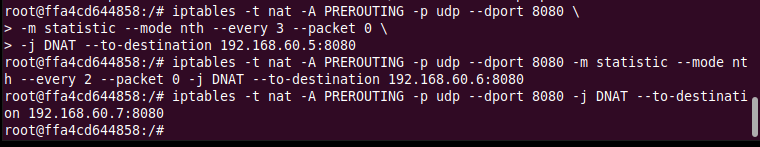 root@ffa4cd644858:/# iptables -t nat -A PREROUTING -p udp --dport 8080 \
> -m statistic --mode nth --every 3 --packet 0 \
> -j DNAT --to-destination 192.168.60.5:8080
root@ffa4cd644858:/# iptables -t nat -A PREROUTING -p udp --dport 8080 -m statistic --mode nt
h --every 2 --packet 0 -j DNAT --to-destination 192.168.60.6:8080
root@ffa4cd644858:/# iptables -t nat -A PREROUTING -p udp --dport 8080 -j DNAT --to-destinati
on 192.168.60.7:8080
root@ffa4cd644858:/#